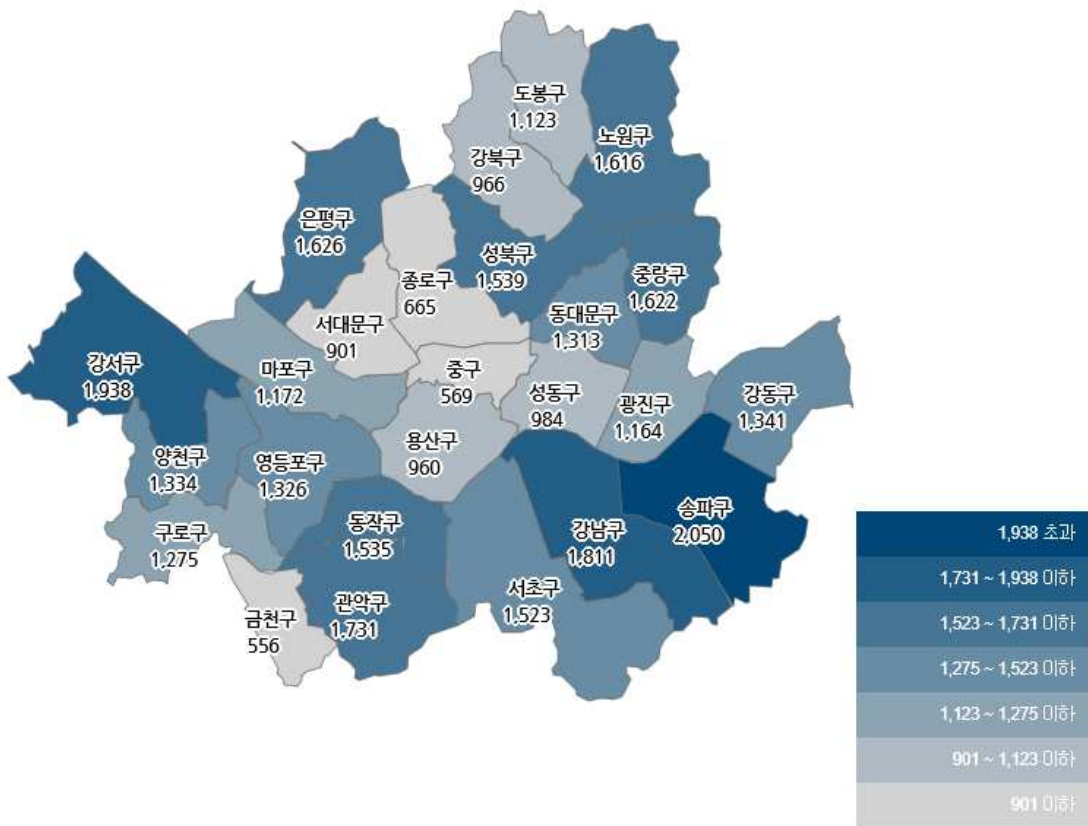 도봉구
1,123
노원구
1,616
강북구
966
은평구
1,626
성북구
1,539
중랑구
1,622
종로구
665
동대문구
1,313
서대문구
901
강서구
1,938
마포구
1,172
중구
569
성동구
984
광진구
1,164
강동구
1,341
용산구
960
양천구
1,334
영등포구
1,326
송파구
2,050
구로구
1,275
동작구
1,535
강남구
1,811
서초구
1,523
관악구
1,731
금천구
556
1,938 초과
1,731 ~ 1,938 이하
1,523 ~ 1,731 이하
1,275 ~ 1,523 이하
1,123 ~ 1,275 이하
901 ~ 1,123 이하
901 이하